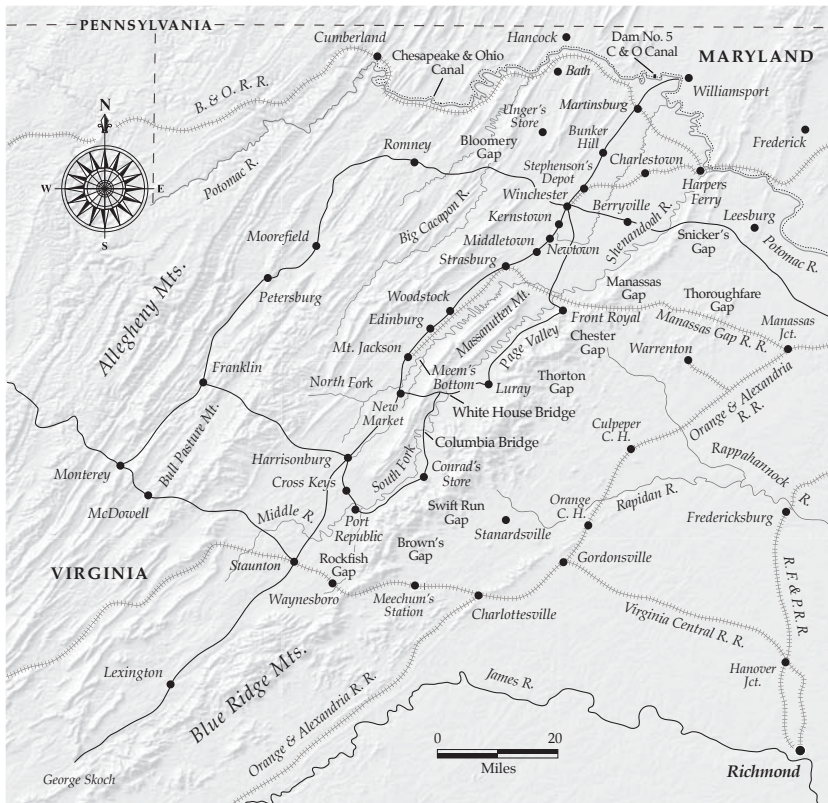 PENNSYLVANIA
Cumberland
Hancock
Dam No. 5
C & O Canal
Chesapeake & Ohio
Canal
Bath
MARYLAND
Williamsport
B. & O. R. R.
Martinsburg
Unger's
Store
N
W
E
S
Bunker
Hill
Frederick
Romney
Bloomery
Gap
Stephenson's
Depot
Charlestown
Potomac R.
Harpers
Ferry
Winchester
Berryville
Big Cacapon R.
Kernstown
Shenandoah R.
Leesburg
Moorefield
Middletown
Newtown
Snicker's
Gap
Potomac R.
Strasburg
Allegheny Mts.
Petersburg
Woodstock
Manassas
Gap
Thoroughfare
Gap
Massanutten Mt.
Edinburg
Front Royal
Manassas Gap R. R.
Manassas
Jct.
Page Valley
Chester
Gap
Mt. Jackson
Warrenton
Franklin
Meem's
Bottom
North Fork
Luray
Thorton
Gap
Orange & Alexandria
R. R.
New
Market
White House Bridge
Bull Pasture Mt.
Culpeper
C. H.
Columbia Bridge
Harrisonburg
Monterey
South Fork
Conrad's
Store
Rappahannock R.
Cross Keys
McDowell
Swift Run
Gap
Orange
C. H.
Rapidan R.
Middle R.
Port
Republic
Stanardsville
Fredericksburg
Brown's
Gap
Staunton
Rockfish
Gap
Gordonsville
VIRGINIA
Waynesboro
Meechum's
Station
Charlottesville
R. F. & P. R. R.
Virginia Central R. R.
Lexington
Blue Ridge Mts.
Hanover
Jct.
Orange & Alexandria R. R.
James R.
0
20
Miles
George Skoch
Richmond